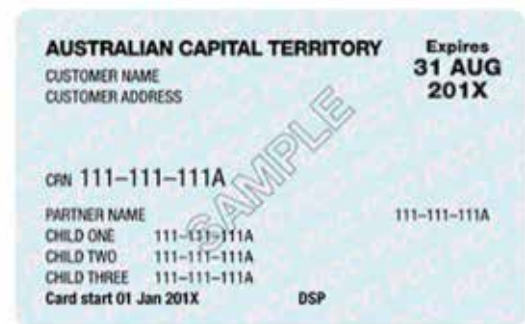 AUSTRALIAN CAPITAL TERRITORY
Expires
31 AUG
201X
CUSTOMER NAME
CUSTOMER ADDRESS
SAMPLE
CRN 111-111-111A
PARTNER NAME 111-111-111A
CHILD ONE 111-111-111A
CHILD TWO 111-111-111A
CHILD THREE 111-111-111A
Card start 01 Jan 201X DSP